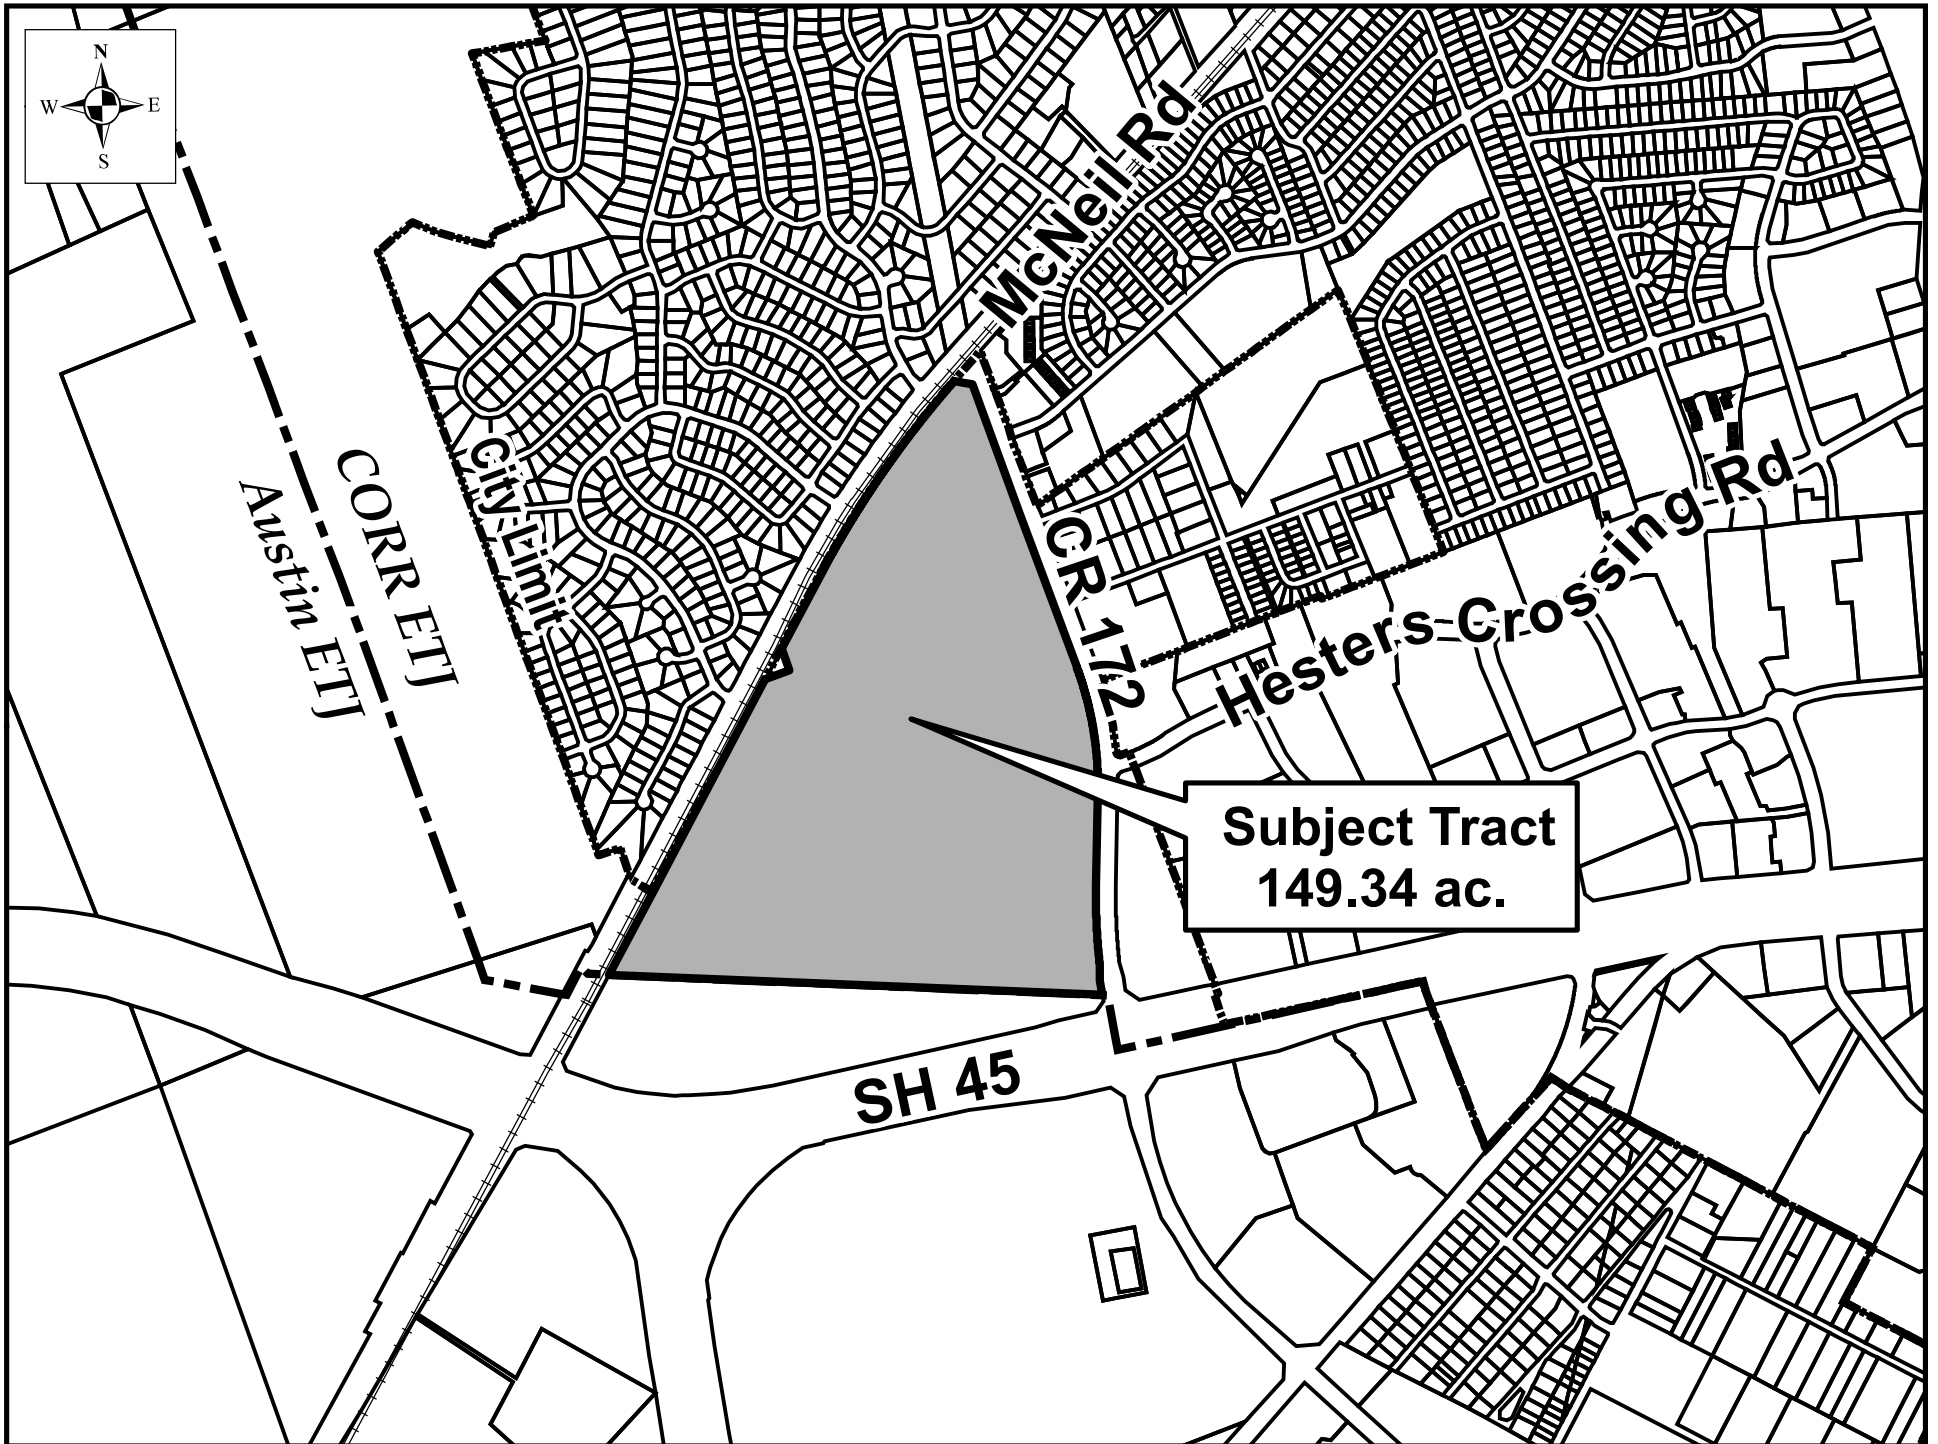 N
W E
S
McNeil Rd
City Limit
CORR ETJ
Austin ETJ
CR 172
Hesters Crossing Rd
Subject Tract
149.34 ac.
SH 45